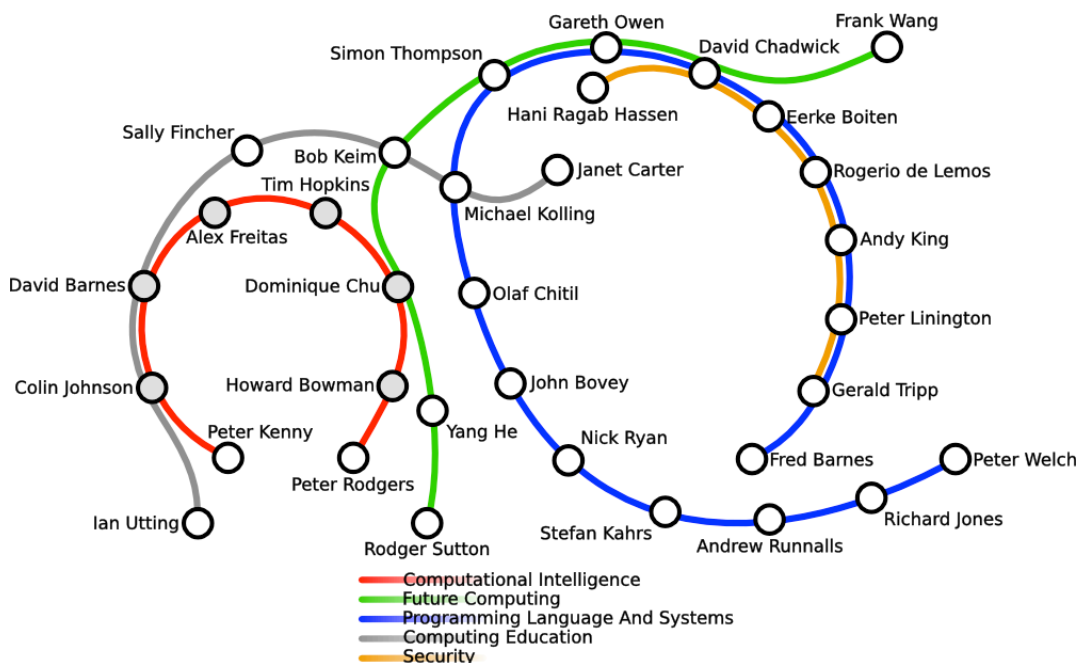 Frank Wang
Gareth Owen
David Chadwick
Simon Thompson
Hani Ragab Hassen
Eerke Boiten
Sally Fincher
Bob Keim
Janet Carter
Rogerio de Lemos
Tim Hopkins
Michael Kolling
Alex Freitas
Andy King
David Barnes
Dominique Chu
Olaf Chitil
Peter Linington
Colin Johnson
Howard Bowman
John Bovey
Gerald Tripp
Peter Kenny
Yang He
Nick Ryan
Fred Barnes
Peter Welch
Peter Rodgers
Ian Utting
Rodger Sutton
Stefan Kahrs
Andrew Runnalls
Richard Jones
Computational Intelligence
Future Computing
Programming Language And Systems
Computing Education
Security